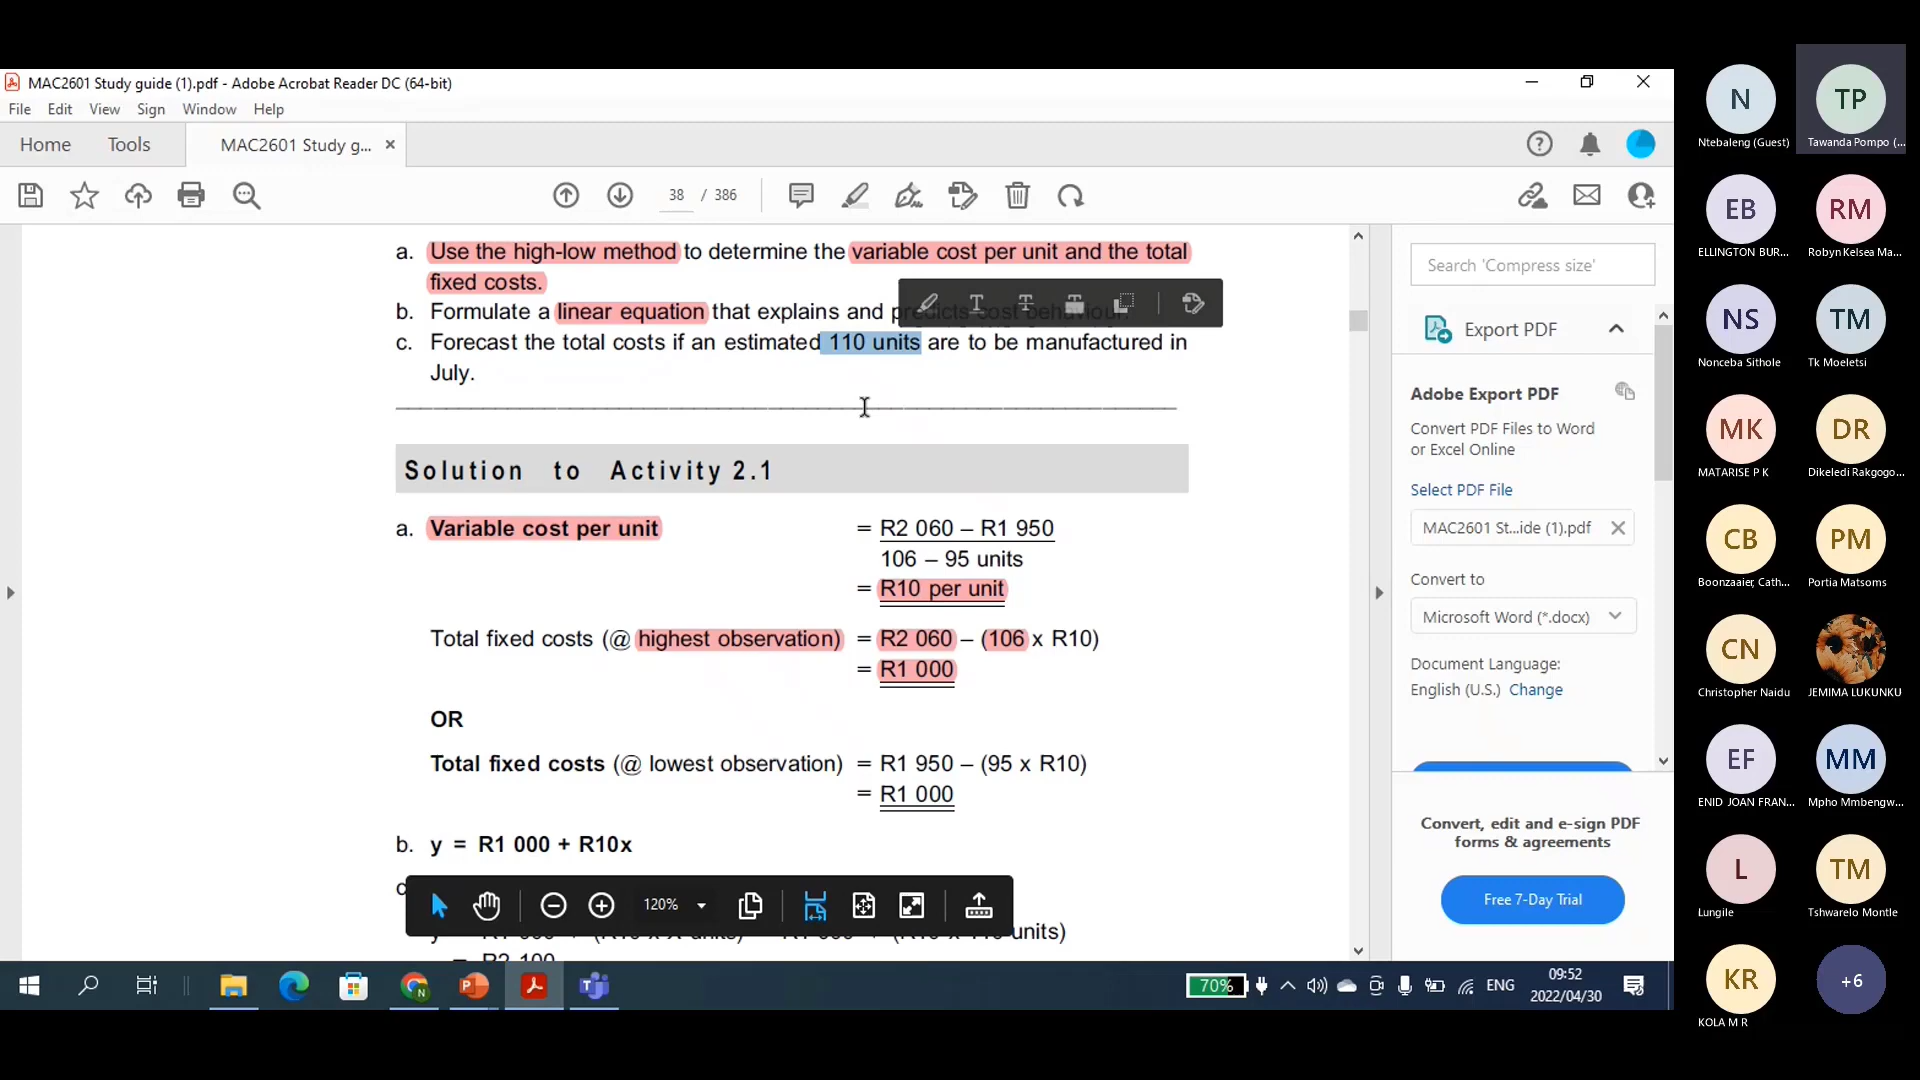 MAC2601 Study guide (1).pdf - Adobe Acrobat Reader DC (64-bit)
File Edit View Sign Window Help
Home Tools MAC2601 Study g... ×
38 / 386
a. Use the high-low method to determine the variable cost per unit and the total
fixed costs.
b. Formulate a linear equation that explains and predicts cost behaviour.
c. Forecast the total costs if an estimated 110 units are to be manufactured in
July.
Solution to Activity 2.1
a. Variable cost per unit = R2 060 – R1 950
106 – 95 units
= R10 per unit
Total fixed costs (@ highest observation) = R2 060 – (106 x R10)
= R1 000
OR
Total fixed costs (@ lowest observation) = R1 950 – (95 x R10)
= R1 000
b. y = R1 000 + R10x
c
120%
units)
= R2 100
Search 'Compress size'
Export PDF
Adobe Export PDF
Convert PDF Files to Word
or Excel Online
Select PDF File
MAC2601 St...ide (1).pdf
Convert to
Microsoft Word (*.docx)
Document Language:
English (U.S.) Change
Convert, edit and e-sign PDF
forms & agreements
Free 7-Day Trial
70%
ENG
09:52
2022/04/30
N
Ntebaleng (Guest)
TP
Tawanda Pompo (...
EB
ELLINGTON BUR...
RM
Robyn Kelsea Ma...
NS
Nonceba Sithole
TM
Tk Moeletsi
MK
MATARISE P K
DR
Dikeledi Rakgogo...
CB
Boonzaaier, Cath...
PM
Portia Matsoms
CN
Christopher Naidu
JEMIMA LUKUNKU
EF
ENID JOAN FRAN...
MM
Mpho Mmbengw...
L
Lungile
TM
Tshwarelo Montle
KR
KOLA M R
+6